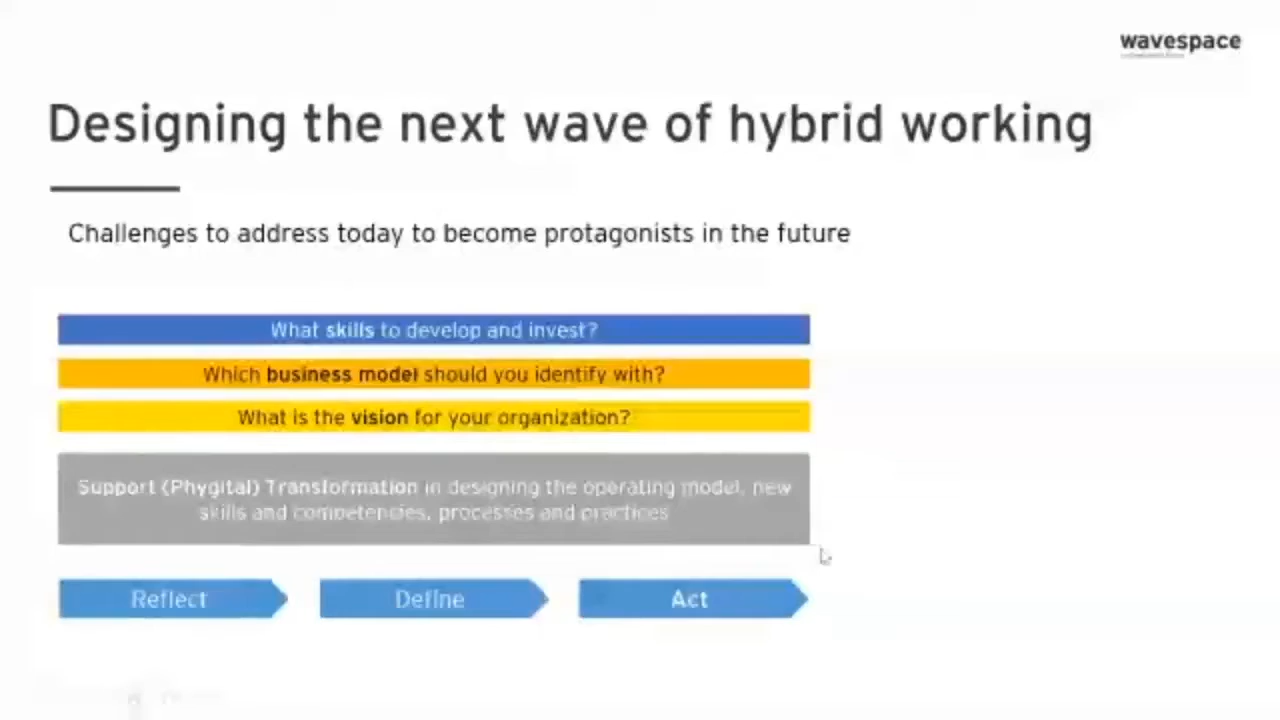 wavespace
Designing the next wave of hybrid working
Challenges to address today to become protagonists in the future
What skills to develop and invest?
Which business model should you identify with?
What is the vision for your organization?
Support (Phygital) Transformation in designing the operating model, new
skills and competencies, processes and practices
Reflect
Define
Act